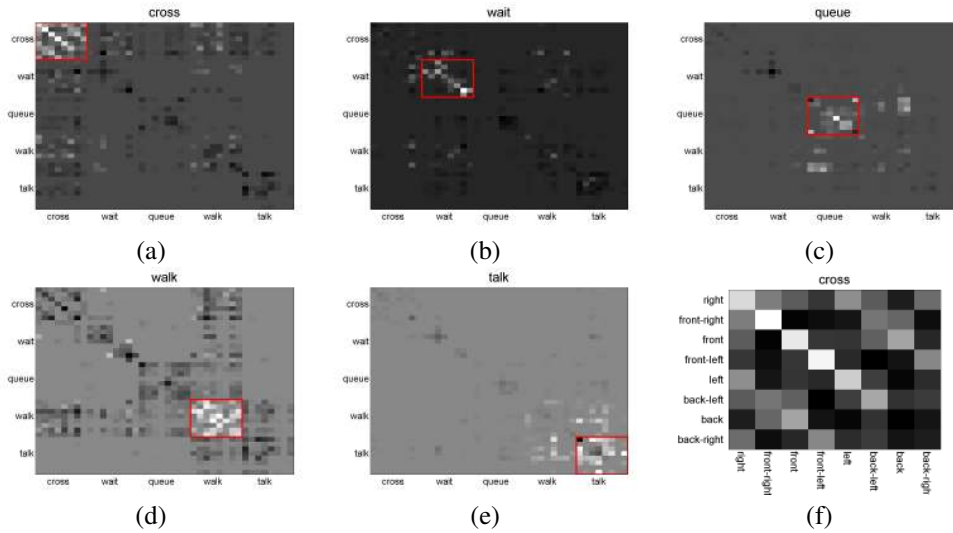 cross
wait
queue
cross
wait
queue
walk
talk
cross
wait
queue
walk
talk
cross
wait
queue
walk
talk
cross wait queue walk talk
cross wait queue walk talk
cross wait queue walk talk
(a)
(b)
(c)
walk
talk
cross
cross
wait
queue
walk
talk
cross
wait
queue
walk
talk
right
front-right
front
front-left
left
back-left
back
back-right
cross wait queue walk talk
cross wait queue walk talk
right
front-right
front
front-left
left
back-left
back
back-righ
(d)
(e)
(f)